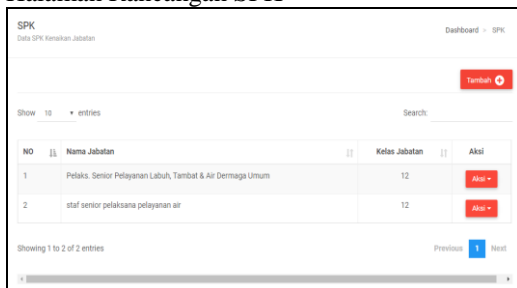 SPK
Data SPK Kenaikan Jabatan
Dashboard > SPK
Tambah
Show 10 entries
Search:
NO Nama Jabatan Kelas Jabatan Aksi
1 Pelaks. Senior Pelayanan Labuh, Tambat & Air Dermaga Umum 12 Aksi
2 staf senior pelaksana pelayanan air 12 Aksi
Showing 1 to 2 of 2 entries
Previous 1 Next